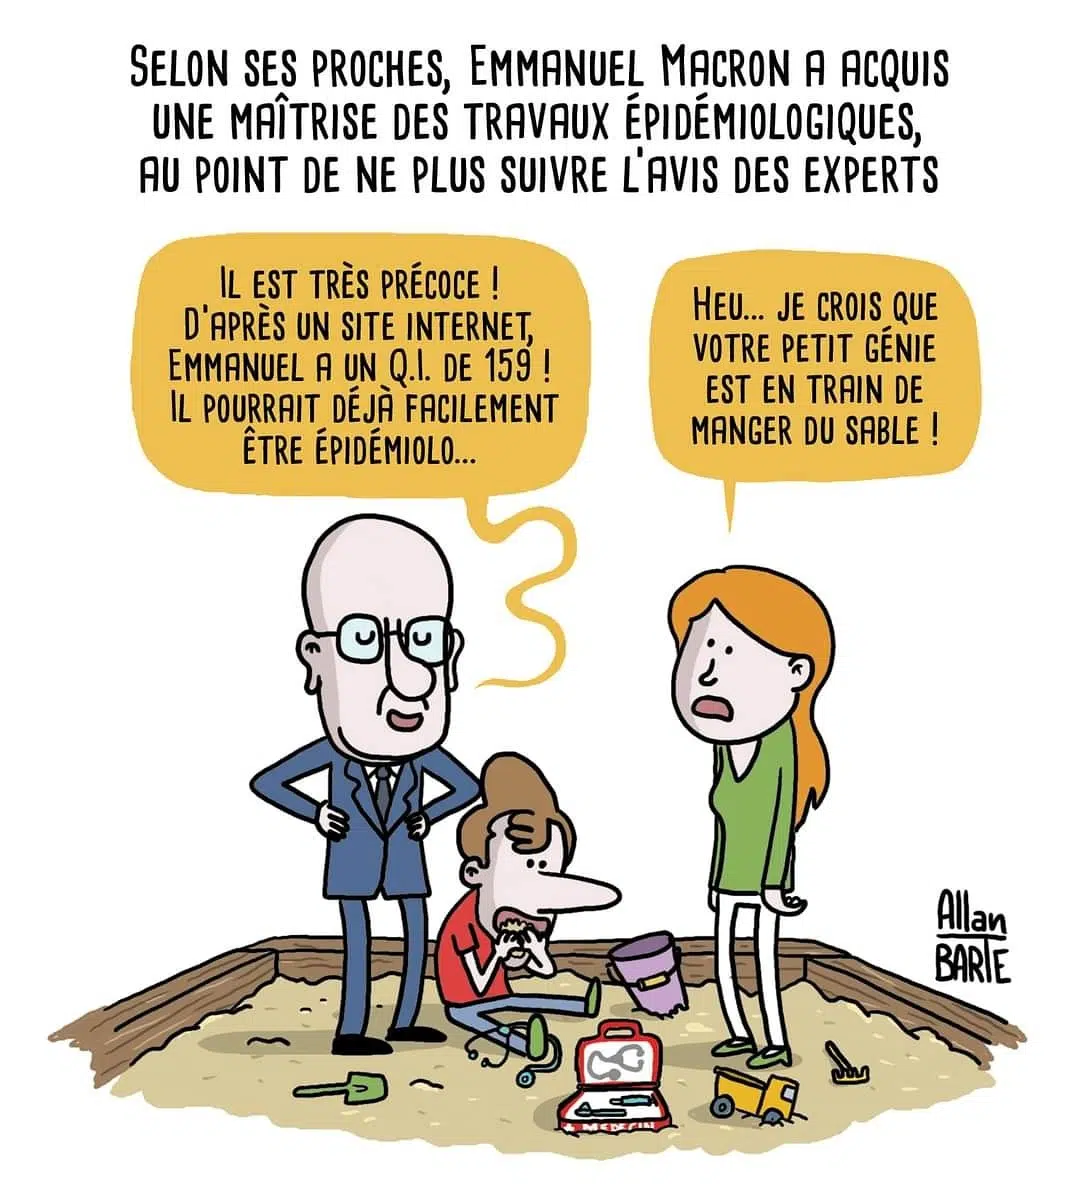 Selon ses proches, Emmanuel Macron a acquis
une maîtrise des travaux épidémiologiques,
au point de ne plus suivre l'avis des experts
Il est très précoce !
D'après un site internet,
Emmanuel a un Q.I. de 159 !
Il pourrait déjà facilement
être épidémiolo...
Heu... je crois que
votre petit génie
est en train de
manger du sable !
Allan
BARTE
+ MEDECIN